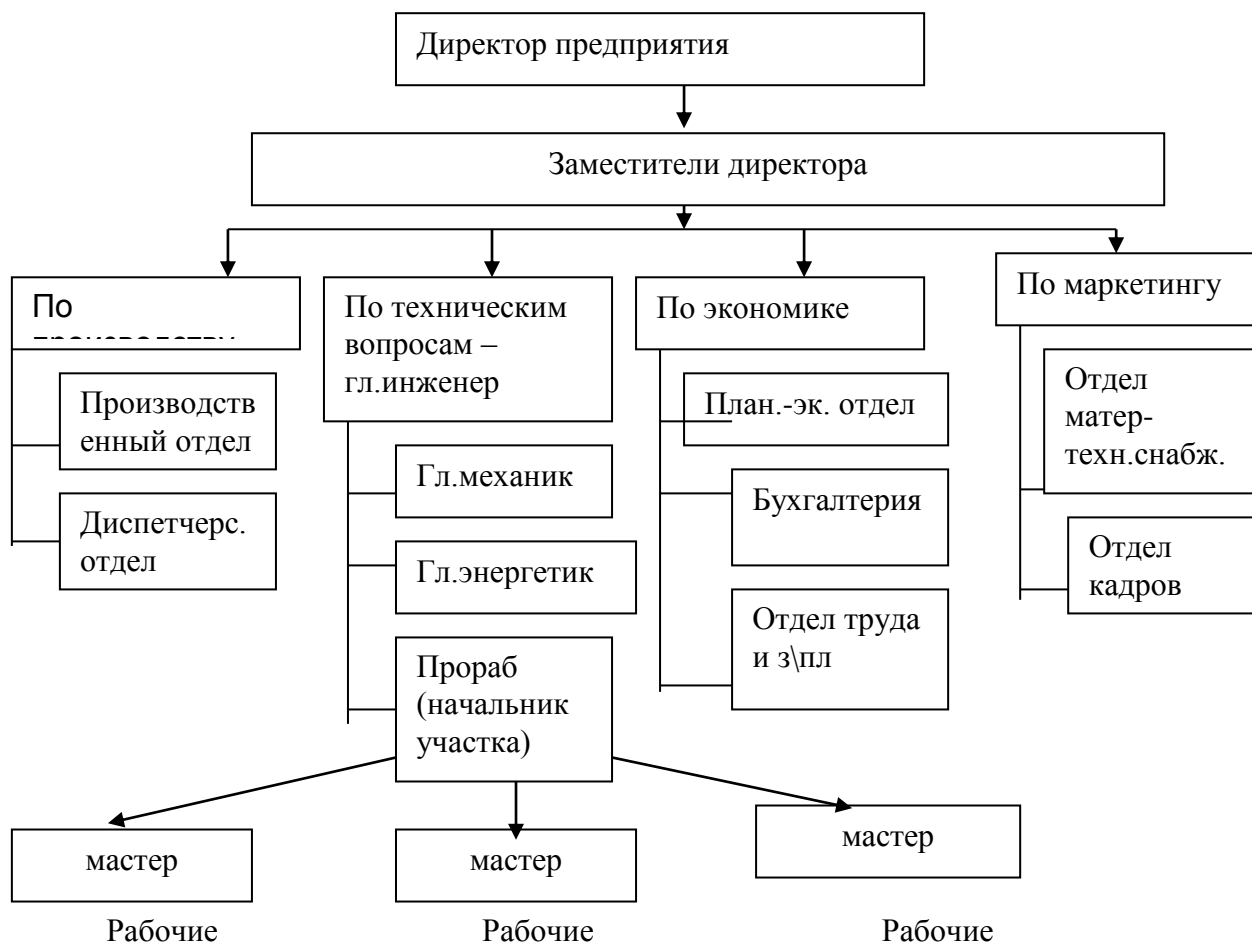 Директор предприятия
Заместители директора
По
По техническим
вопросам –
гл.инженер
По экономике
По маркетингу
Производств
енный отдел
Диспетчерс.
отдел
Гл.механик
Гл.энергетик
Прораб
(начальник
участка)
План.-эк. отдел
Бухгалтерия
Отдел труда
и з\пл
Отдел
матер-
техн.снабж.
Отдел
кадров
мастер
мастер
мастер
Рабочие
Рабочие
Рабочие